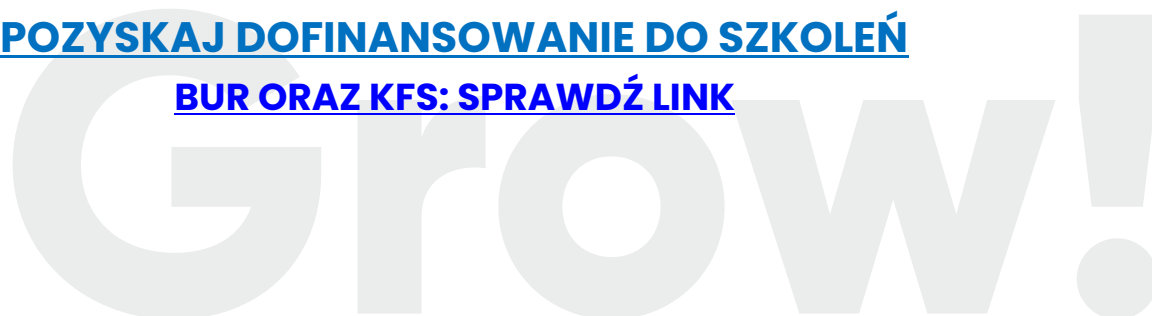 POZYSKAJ DOFINANSOWANIE DO SZKOLEŃ
BUR ORAZ KFS: SPRAWDŹ LINK
Grow!